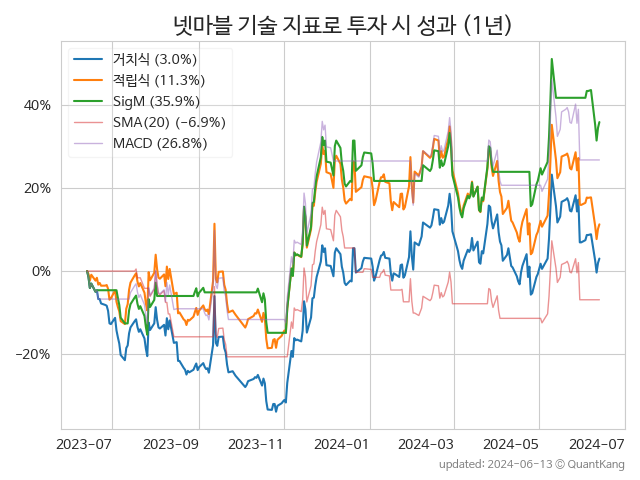 넷마블 기술 지표로 투자 시 성과 (1년)
거치식 (3.0%)
적립식 (11.3%)
SigM (35.9%)
SMA(20) (−6.9%)
MACD (26.8%)
40%
20%
0%
−20%
2023-07
2023-09
2023-11
2024-01
2024-03
2024-05
2024-07
updated: 2024-06-13 ⓒ QuantKang